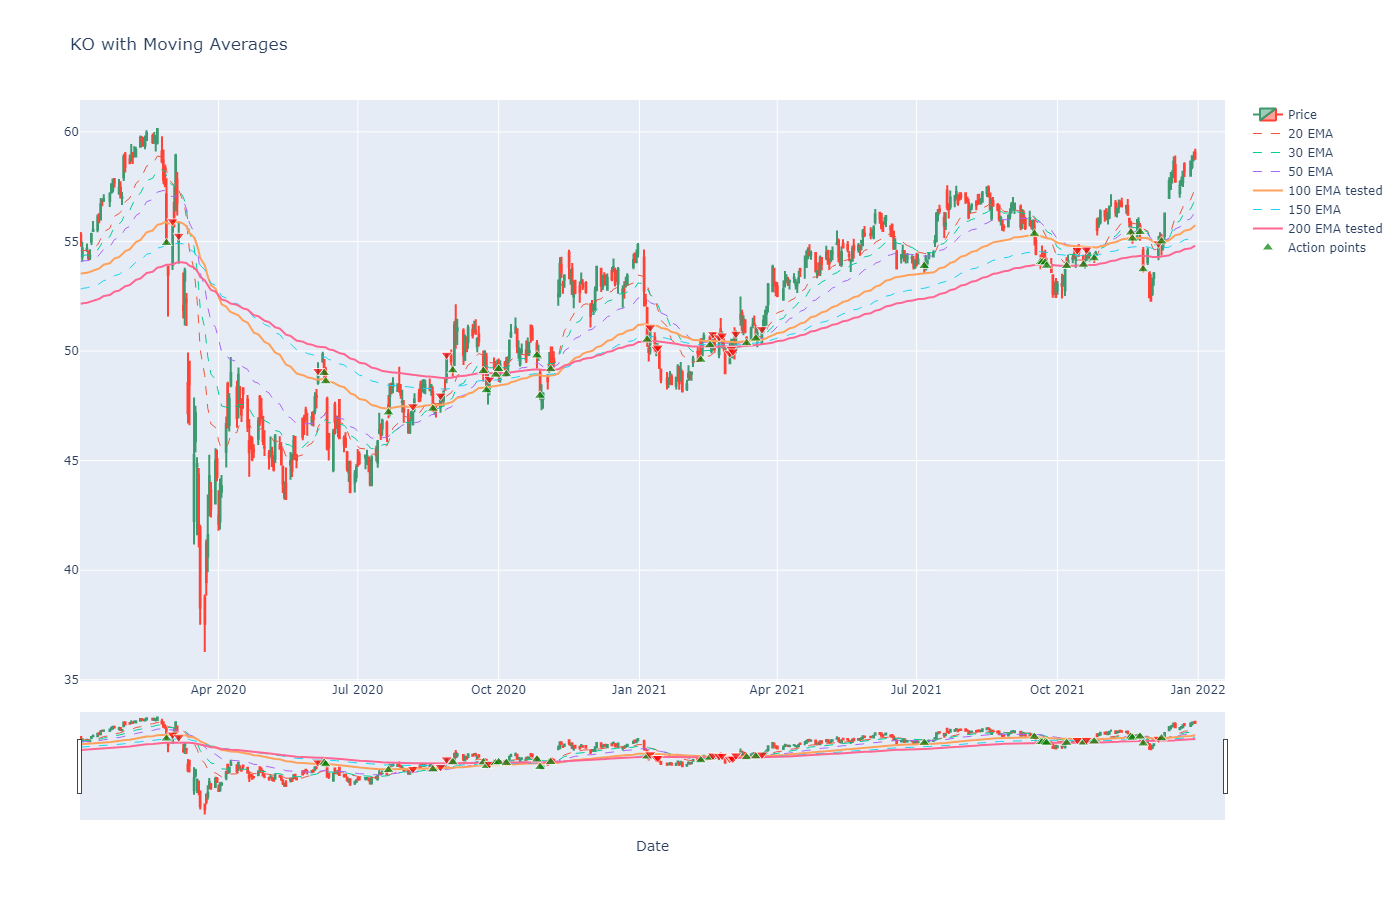 KO with Moving Averages
Price
20 EMA
30 EMA
50 EMA
100 EMA tested
150 EMA
200 EMA tested
Action points
60
55
50
45
40
35
Apr 2020
Jul 2020
Oct 2020
Jan 2021
Apr 2021
Jul 2021
Oct 2021
Jan 2022
Date